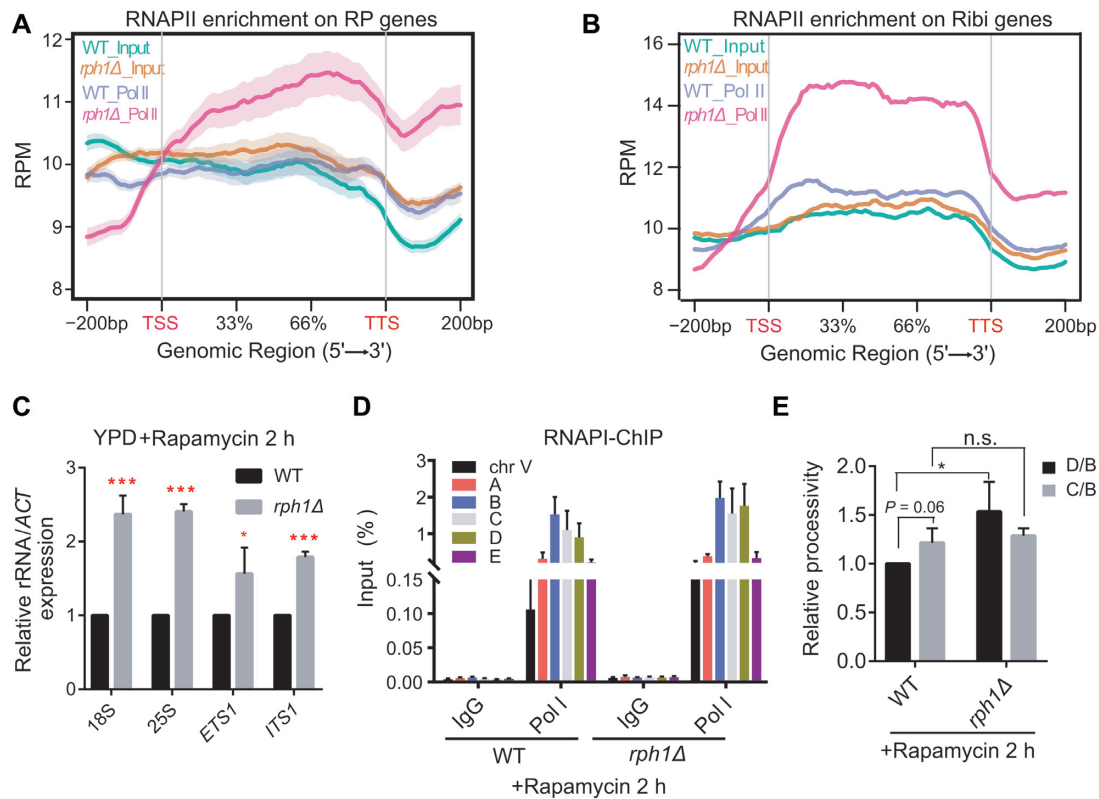 A
RNAPII enrichment on RP genes
12
11
10
9
8
RPM
WT_Input
rph1Δ_Input
WT_Pol II
rph1Δ_Pol II
−200bp
TSS
33%
66%
TTS
200bp
Genomic Region (5'→3')
B
RNAPII enrichment on Ribi genes
16
14
12
10
8
RPM
WT_Input
rph1Δ_Input
WT_Pol II
rph1Δ_Pol II
−200bp
TSS
33%
66%
TTS
200bp
Genomic Region (5'→3')
C
YPD+Rapamycin 2 h
3
2
1
0
Relative rRNA/ACT
expression
WT
rph1Δ
***
***
*
***
18S
25S
ETS1
ITS1
D
RNAPI-ChIP
3
2
1
0.15
0.10
0.05
0.00
Input (%)
chr V
A
B
C
D
E
IgG
Pol I
IgG
Pol I
WT
rph1Δ
+Rapamycin 2 h
E
n.s.
*
P = 0.06
D/B
C/B
2.0
1.5
1.0
0.5
0.0
Relative processivity
WT
rph1Δ
+Rapamycin 2 h